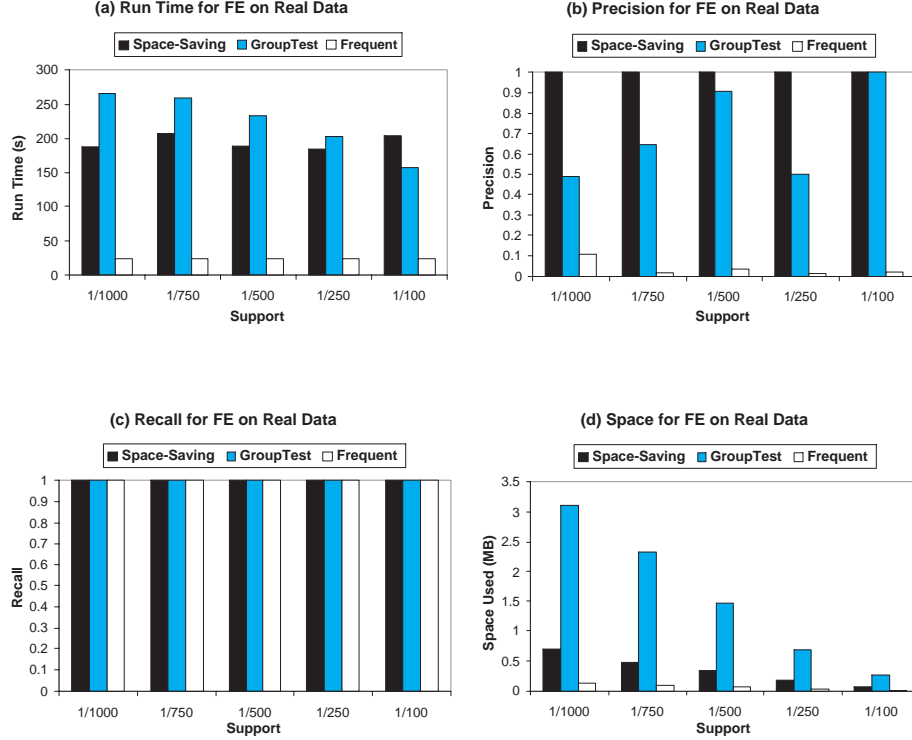 (a) Run Time for FE on Real Data
Space-Saving GroupTest Frequent
300
250
200
150
100
50
0
Run Time (s)
1/1000 1/750 1/500 1/250 1/100
Support
(b) Precision for FE on Real Data
Space-Saving GroupTest Frequent
1
0.9
0.8
0.7
0.6
0.5
0.4
0.3
0.2
0.1
0
Precision
1/1000 1/750 1/500 1/250 1/100
Support
(c) Recall for FE on Real Data
Space-Saving GroupTest Frequent
1
0.9
0.8
0.7
0.6
0.5
0.4
0.3
0.2
0.1
0
Recall
1/1000 1/750 1/500 1/250 1/100
Support
(d) Space for FE on Real Data
Space-Saving GroupTest Frequent
3.5
3
2.5
2
1.5
1
0.5
0
Space Used (MB)
1/1000 1/750 1/500 1/250 1/100
Support